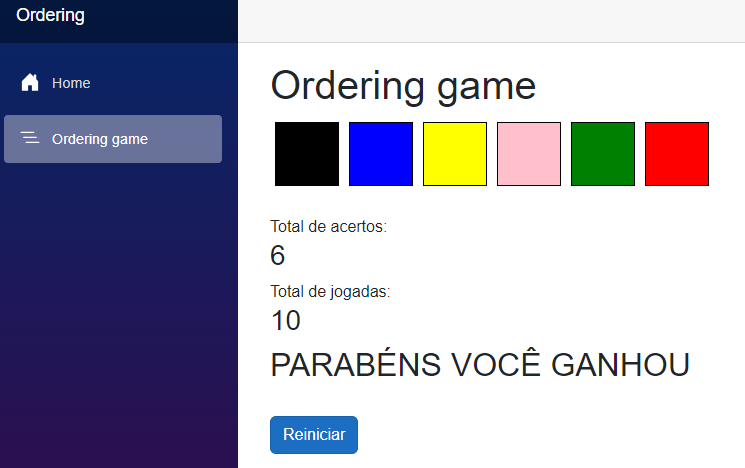 Ordering
Home
Ordering game
Ordering game
Total de acertos:
6
Total de jogadas:
10
PARABÉNS VOCÊ GANHOU
Reiniciar